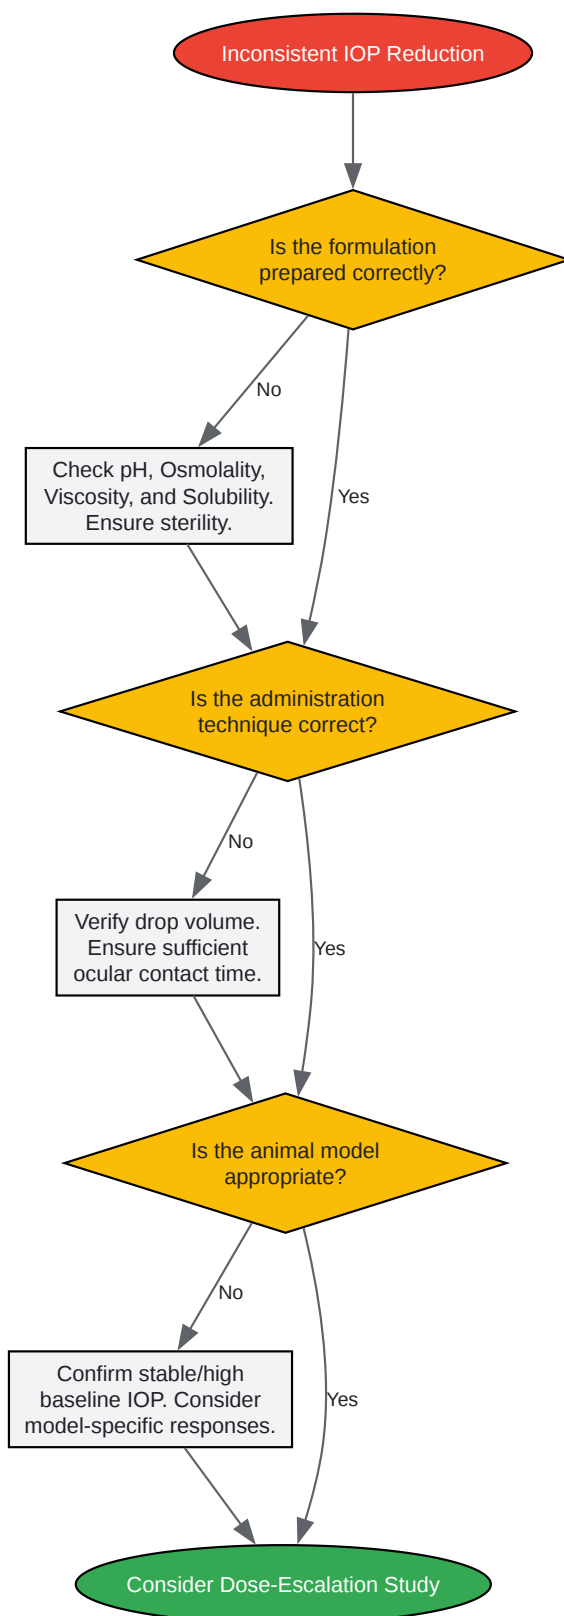 Inconsistent IOP Reduction
Is the formulation
prepared correctly?
No
Check pH, Osmolality,
Viscosity, and Solubility.
Ensure sterility.
Yes
Is the administration
technique correct?
No
Verify drop volume.
Ensure sufficient
ocular contact time.
Yes
Is the animal model
appropriate?
No
Confirm stable/high
baseline IOP. Consider
model-specific responses.
Yes
Consider Dose-Escalation Study